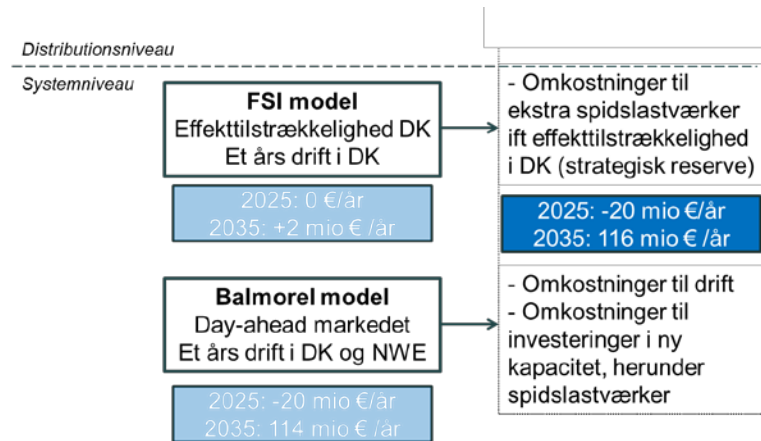 Distributionsniveau
Systemniveau
FSI model
Effekttilstrækkelighed DK
Et års drift i DK
2025: 0 €/år
2035: +2 mio € /år
- Omkostninger til
ekstra spidslastværker
ift effekttilstrækkelighed
i DK (strategisk reserve)
2025: -20 mio €/år
2035: 116 mio € /år
Balmorel model
Day-ahead markedet
Et års drift i DK og NWE
2025: -20 mio €/år
2035: 114 mio € /år
- Omkostninger til drift
- Omkostninger til
investeringer i ny
kapacitet, herunder
spidslastværker